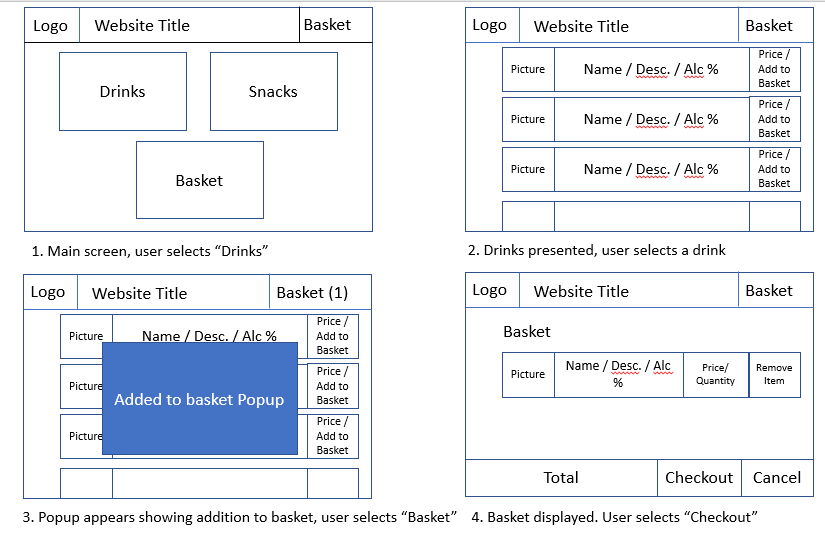 Logo Website Title Basket
Drinks Snacks
Basket
1. Main screen, user selects “Drinks”
Logo Website Title Basket
Picture Name / Desc. / Alc % Price /
Add to
Basket
Picture Name / Desc. / Alc % Price /
Add to
Basket
Picture Name / Desc. / Alc % Price /
Add to
Basket
2. Drinks presented, user selects a drink
Logo Website Title Basket (1)
Picture Name / Desc. / Alc % Price /
Add to
Basket
Picture Price /
Add to
Basket
Added to basket Popup
Picture Price /
Add to
Basket
3. Popup appears showing addition to basket, user selects “Basket”
Logo Website Title Basket
Basket
Picture Name / Desc. / Alc
%
Price/
Quantity
Remove
Item
Total Checkout Cancel
4. Basket displayed. User selects “Checkout”